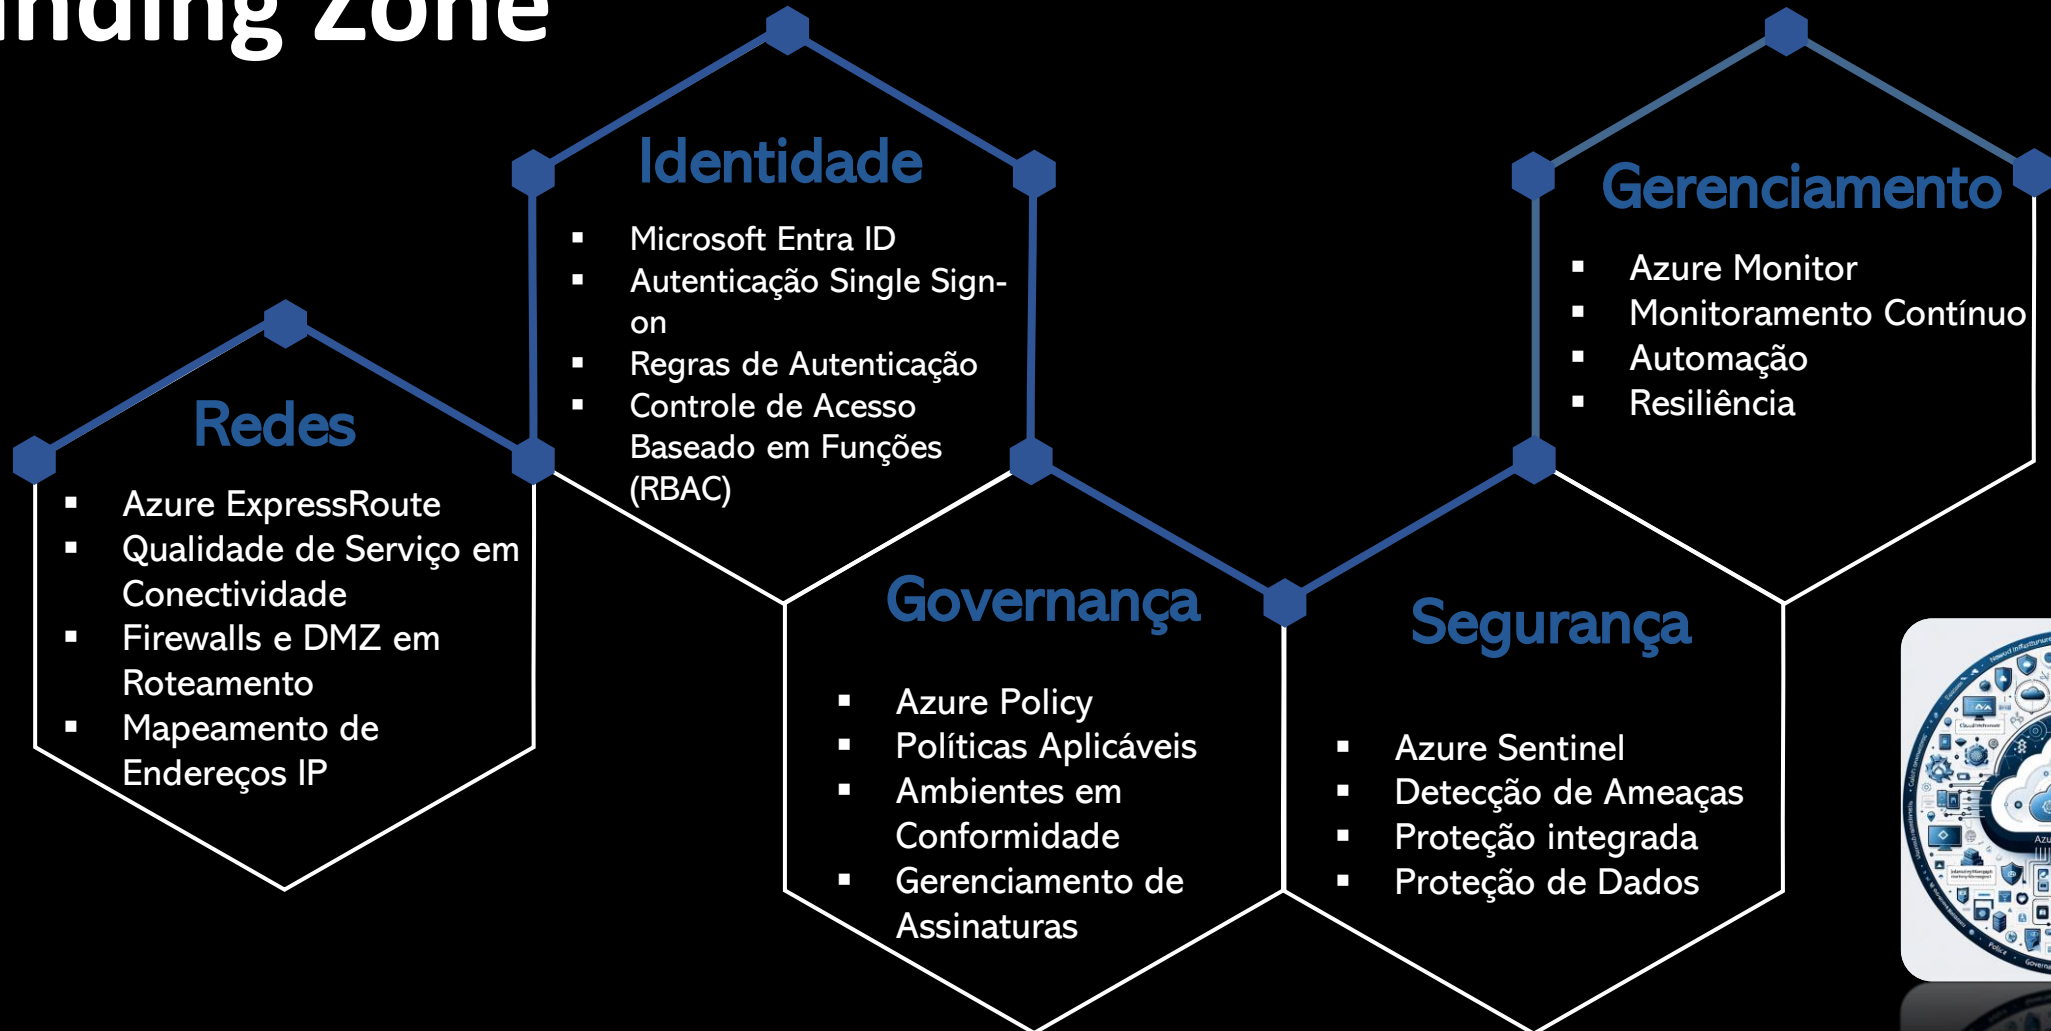 nding Zone
Redes
▪ Azure ExpressRoute
▪ Qualidade de Serviço em
Conectividade
▪ Firewalls e DMZ em
Roteamento
▪ Mapeamento de
Endereços IP
Identidade
▪ Microsoft Entra ID
▪ Autenticação Single Sign-
on
▪ Regras de Autenticação
▪ Controle de Acesso
Baseado em Funções
(RBAC)
Governança
▪ Azure Policy
▪ Políticas Aplicáveis
▪ Ambientes em
Conformidade
▪ Gerenciamento de
Assinaturas
Segurança
▪ Azure Sentinel
▪ Detecção de Ameaças
▪ Proteção integrada
▪ Proteção de Dados
Gerenciamento
▪ Azure Monitor
▪ Monitoramento Contínuo
▪ Automação
▪ Resiliência